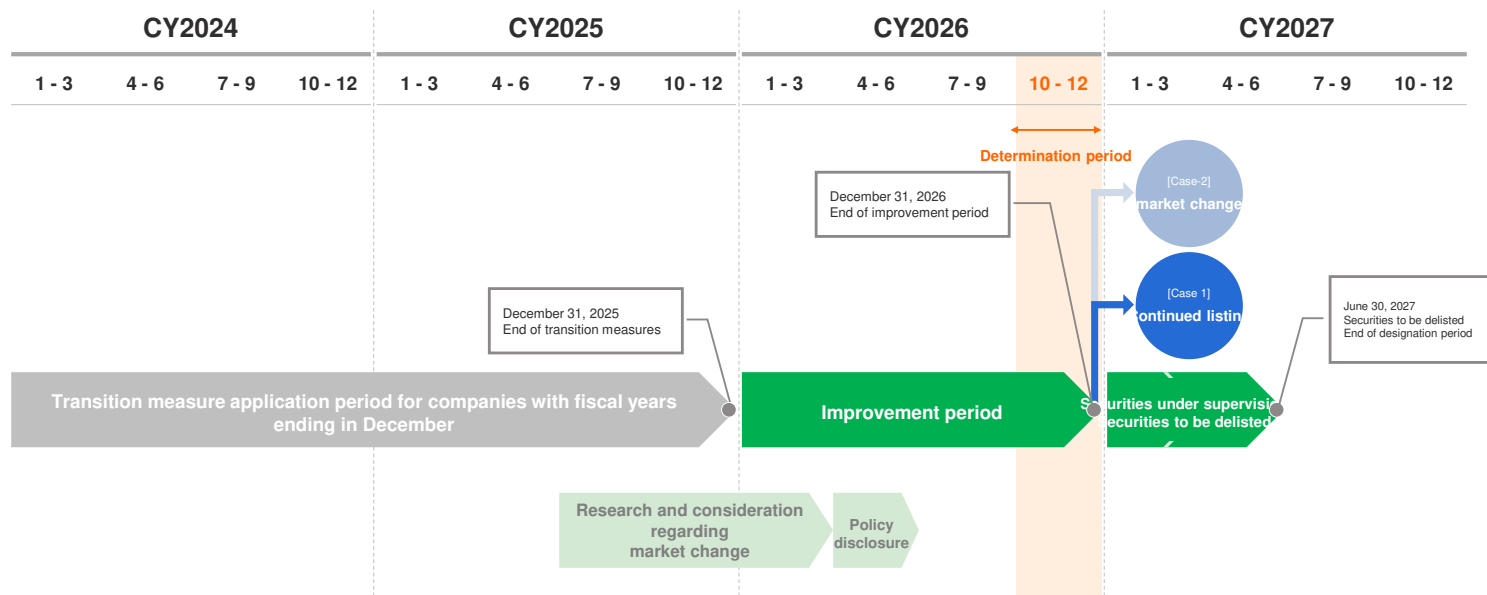 CY2024
CY2025
CY2026
CY2027
1 - 3
4 - 6
7 - 9
10 - 12
1 - 3
4 - 6
7 - 9
10 - 12
1 - 3
4 - 6
7 - 9
10 - 12
1 - 3
4 - 6
7 - 9
10 - 12
Determination period
[Case-2]
market change
December 31, 2026
End of improvement period
[Case 1]
ontinued listin
December 31, 2025
End of transition measures
June 30, 2027
Securities to be delisted
End of designation period
Transition measure application period for companies with fiscal years
ending in December
Improvement period
Securities under supervisi
ecurities to be delisted
Research and consideration
regarding
market change
Policy
disclosure